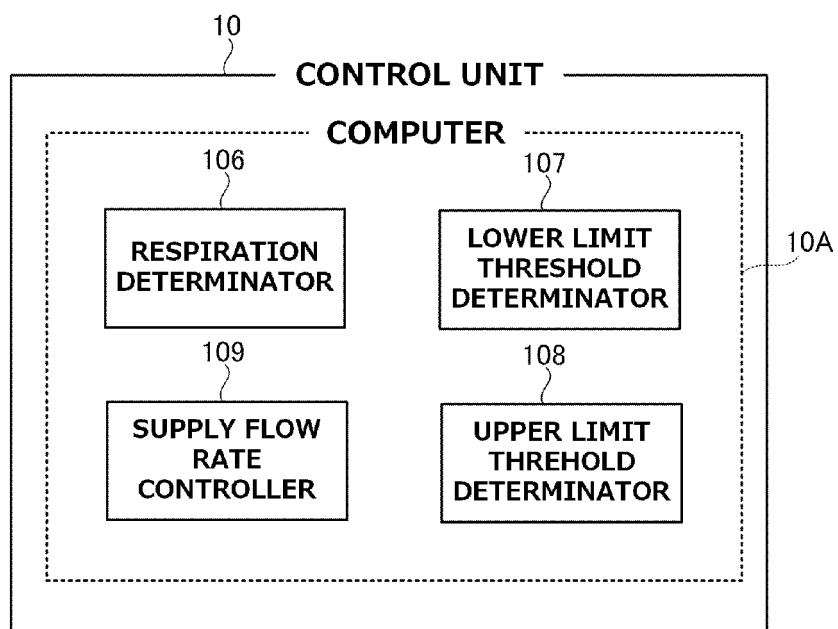 10
CONTROL UNIT
COMPUTER
106
RESPIRATION
DETERMINATOR
107
LOWER LIMIT
THRESHOLD
DETERMINATOR
10A
109
SUPPLY FLOW
RATE
CONTROLLER
108
UPPER LIMIT
THREHOLD
DETERMINATOR